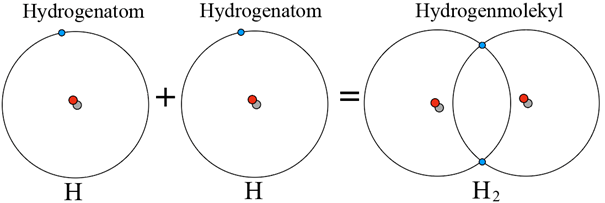 Hydrogenatom Hydrogenatom Hydrogenmolekyl
+ =
H H H₂